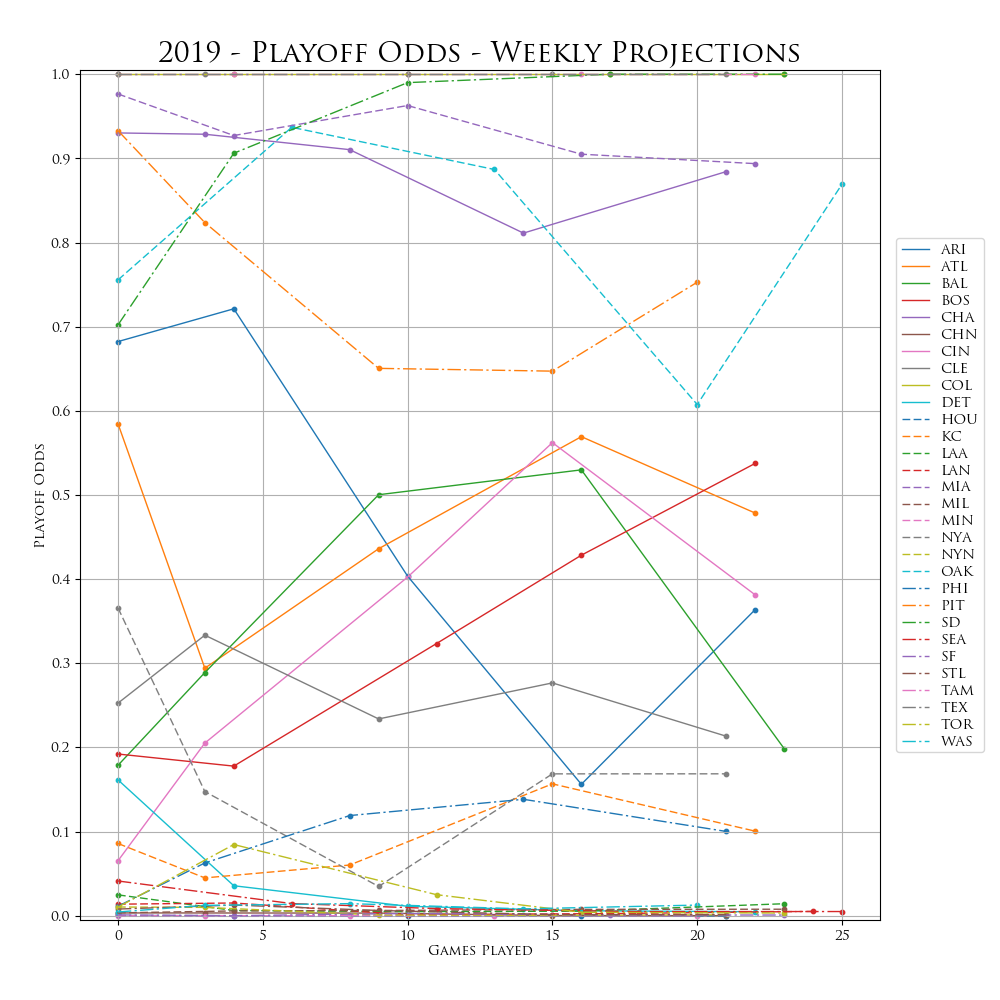 2019 - Playoff Odds - Weekly Projections
Playoff Odds
1.0
0.9
0.8
0.7
0.6
0.5
0.4
0.3
0.2
0.1
0.0
0
5
10
15
20
25
Games Played
ARI
ATL
BAL
BOS
CHA
CHN
CIN
CLE
COL
DET
HOU
KC
LAA
LAN
MIA
MIL
MIN
NYA
NYN
OAK
PHI
PIT
SD
SEA
SF
STL
TAM
TEX
TOR
WAS